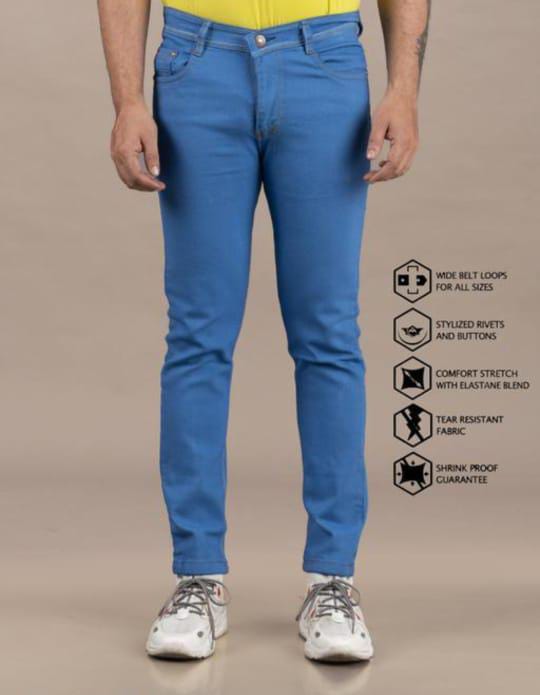 WIDE BELT LOOPS
FOR ALL SIZES
STYLIZED RIVETS
AND BUTTONS
COMFORT STRETCH
WITH ELASTANE BLEND
TEAR RESISTANT
FABRIC
SHRINK PROOF
GUARANTEE